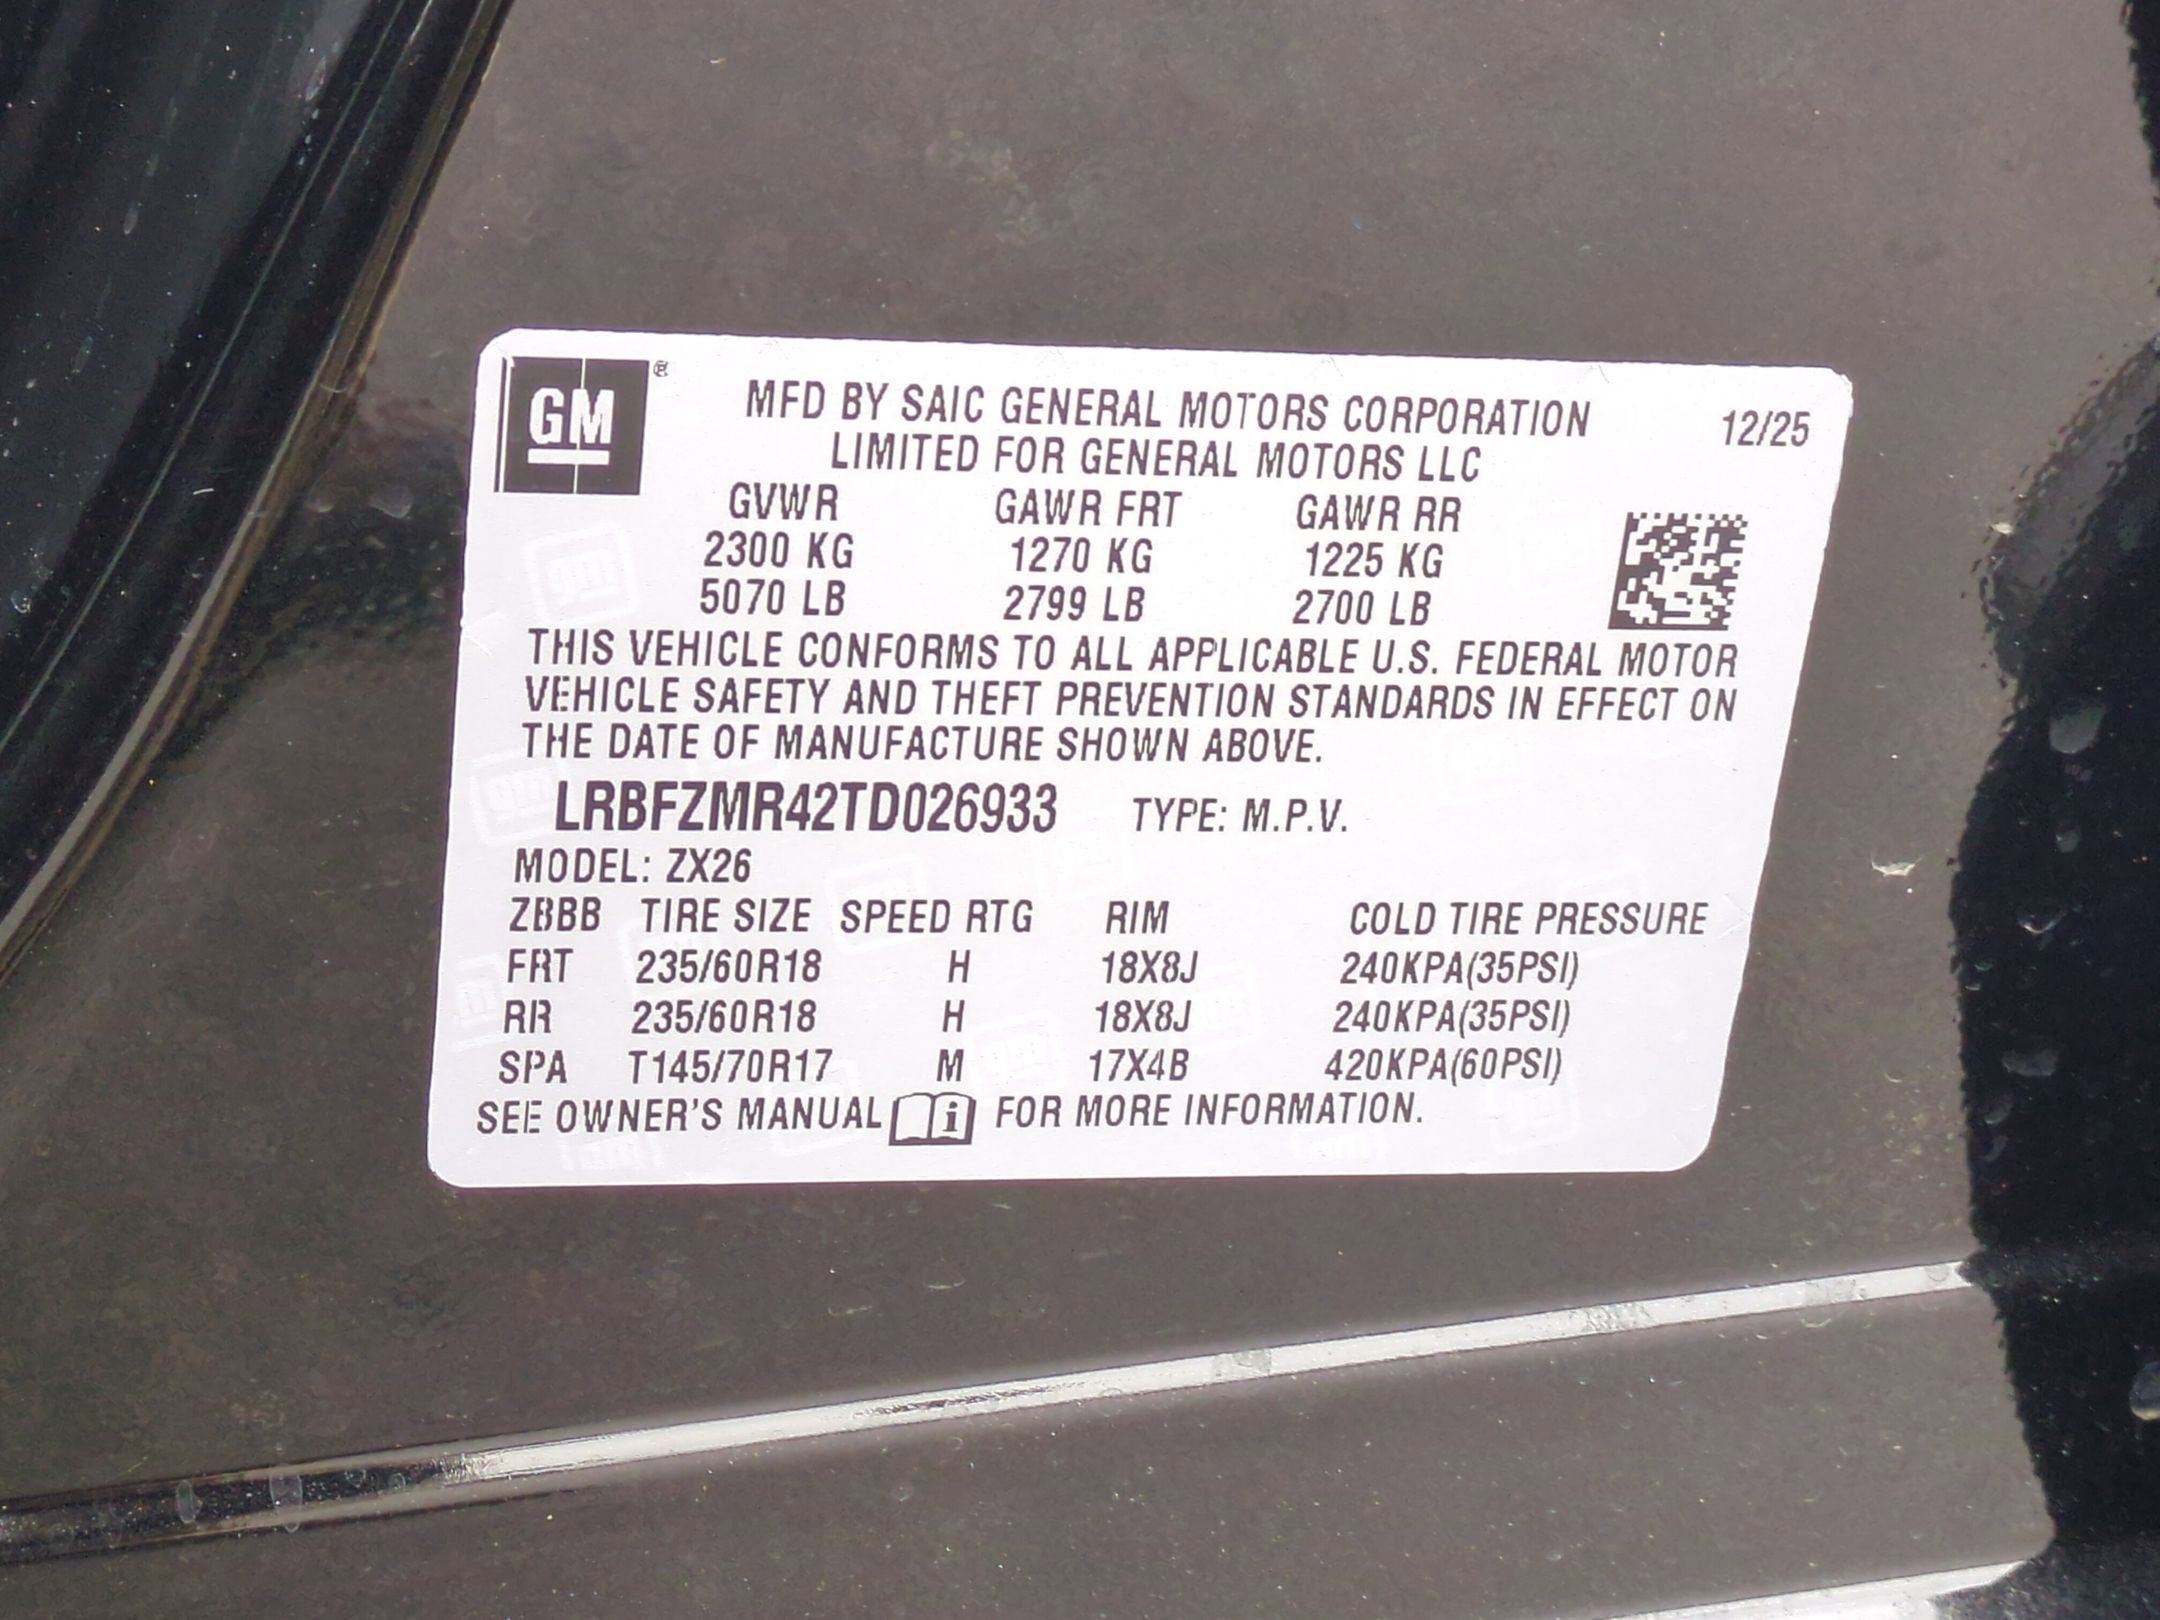 GM ®
MFD BY SAIC GENERAL MOTORS CORPORATION 12/25
LIMITED FOR GENERAL MOTORS LLC
GVWR GAWR FRT GAWR RR
2300 KG 1270 KG 1225 KG
5070 LB 2799 LB 2700 LB
THIS VEHICLE CONFORMS TO ALL APPLICABLE U.S. FEDERAL MOTOR
VEHICLE SAFETY AND THEFT PREVENTION STANDARDS IN EFFECT ON
THE DATE OF MANUFACTURE SHOWN ABOVE.
LRBFZMR42TD026933 TYPE: M.P.V.
MODEL: ZX26
ZBBB TIRE SIZE SPEED RTG RIM COLD TIRE PRESSURE
FRT 235/60R18 H 18X8J 240KPA(35PSI)
RR 235/60R18 H 18X8J 240KPA(35PSI)
SPA T145/70R17 M 17X4B 420KPA(60PSI)
SEE OWNER'S MANUAL i FOR MORE INFORMATION.